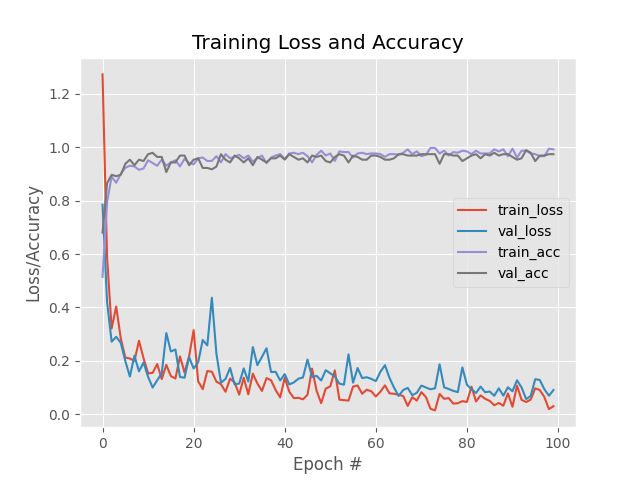 Training Loss and Accuracy
1.2
1.0
0.8
0.6
0.4
0.2
0.0
Loss/Accuracy
train_loss
val_loss
train_acc
val_acc
0 20 40 60 80 100
Epoch #